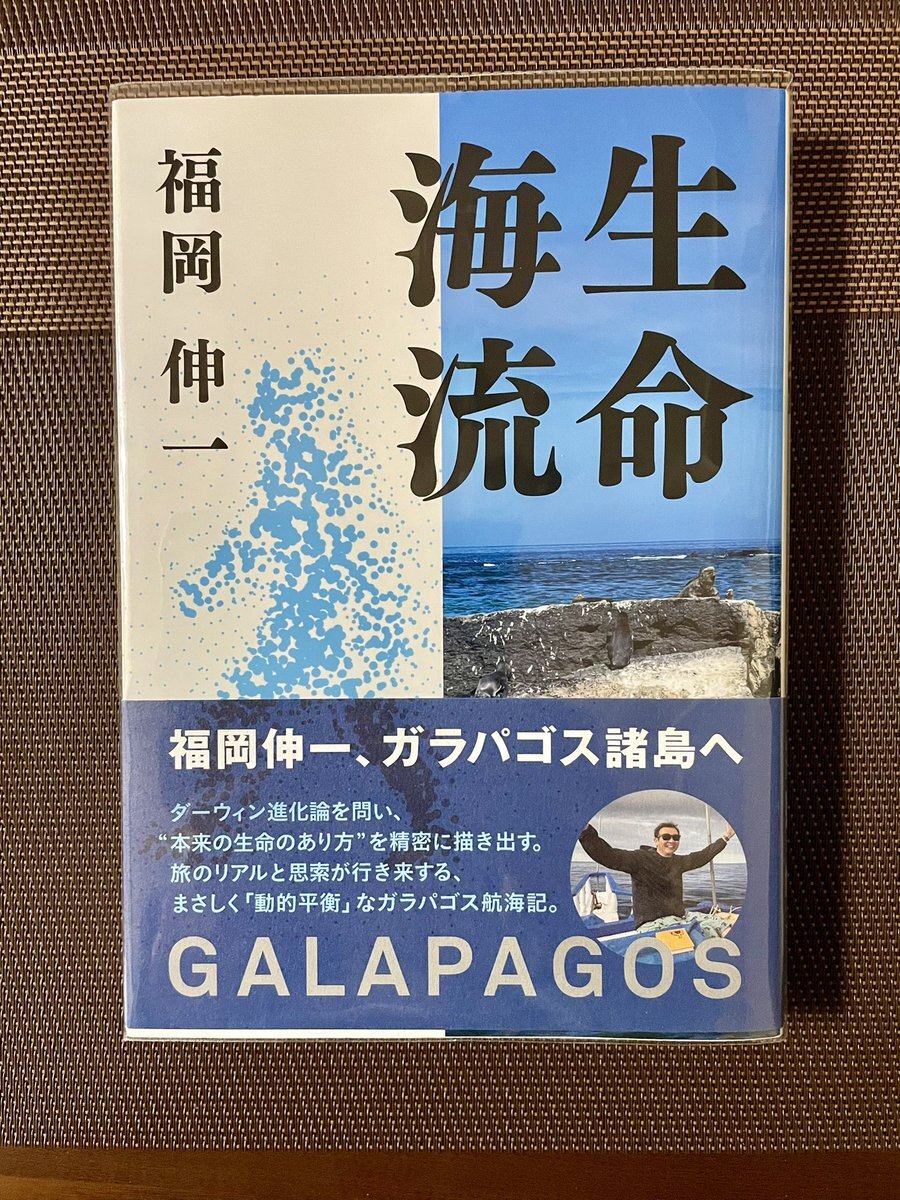 生命
海流
福岡 伸一
福岡伸一、ガラパゴス諸島へ
ダーウィン進化論を問い、
“本来の生命のあり方”を精密に描き出す。
旅のリアルと思索が行き来する、
まさしく「動的平衡」なガラパゴス航海記。
GALAPAGOS